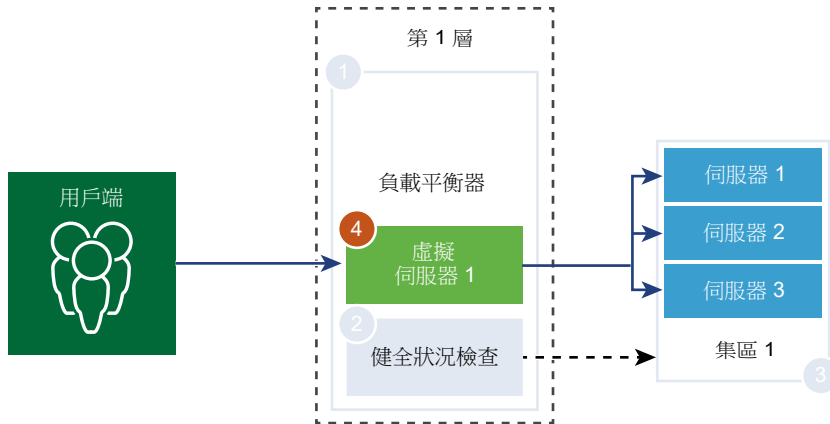 第 1 層
1
用戶端
負載平衡器
4
虛擬
伺服器 1
2
健全狀況檢查
伺服器 1
伺服器 2
伺服器 3
集區 1
3